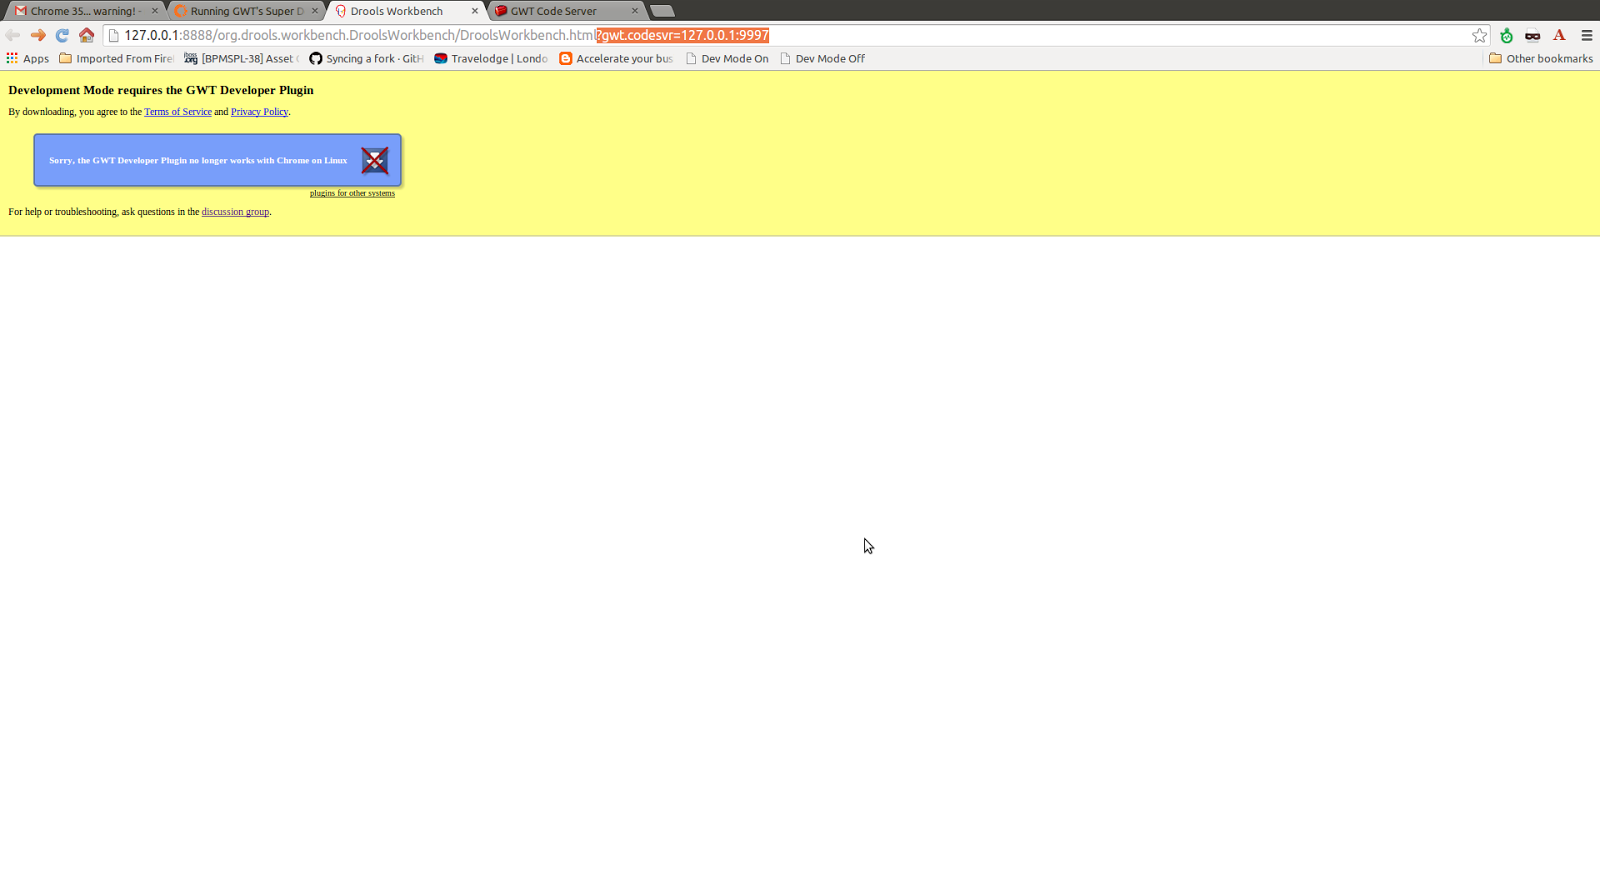 Chrome 35... warning! -
Running GWT's Super D
Drools Workbench
GWT Code Server
127.0.0.1:8888/org.drools.workbench.DroolsWorkbench/DroolsWorkbench.html?gwt.codesvr=127.0.0.1:9997
Apps
Imported From Fire
[BPMSPL-38] Asset
Syncing a fork · GitH
Travelodge | Londo
Accelerate your bus
Dev Mode On
Dev Mode Off
Other bookmarks
Development Mode requires the GWT Developer Plugin
By downloading, you agree to the Terms of Service and Privacy Policy.
Sorry, the GWT Developer Plugin no longer works with Chrome on Linux
plugins for other systems
For help or troubleshooting, ask questions in the discussion group.